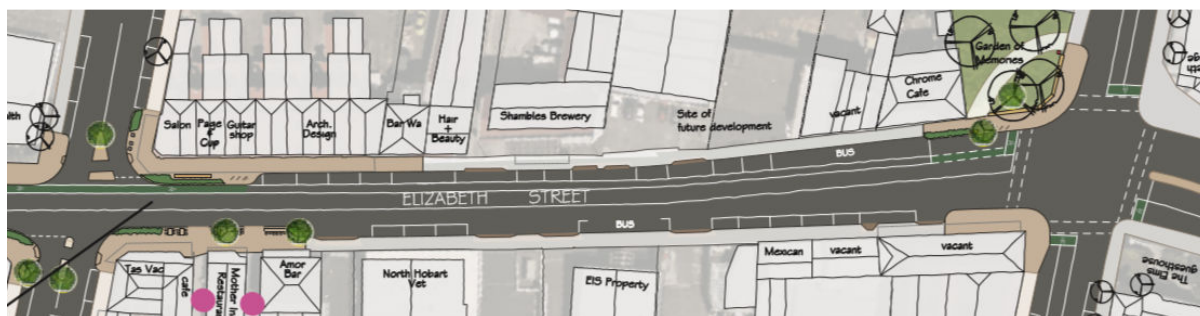 Garden of
Memories
Chrome
Cafe
vacant
Site of
future development
Shambles Brewery
Hair
+
Beauty
Bar Wa
Arch.
Design
Guitar
shop
Page
&
Cup
Salon
BUS
ELIZABETH STREET
BUS
Tas Vac
cafe
Mother In
Restaura
Amor
Bar
North Hobart
Vet
EIS Property
Mexican
vacant
vacant
The Elms
guesthouse